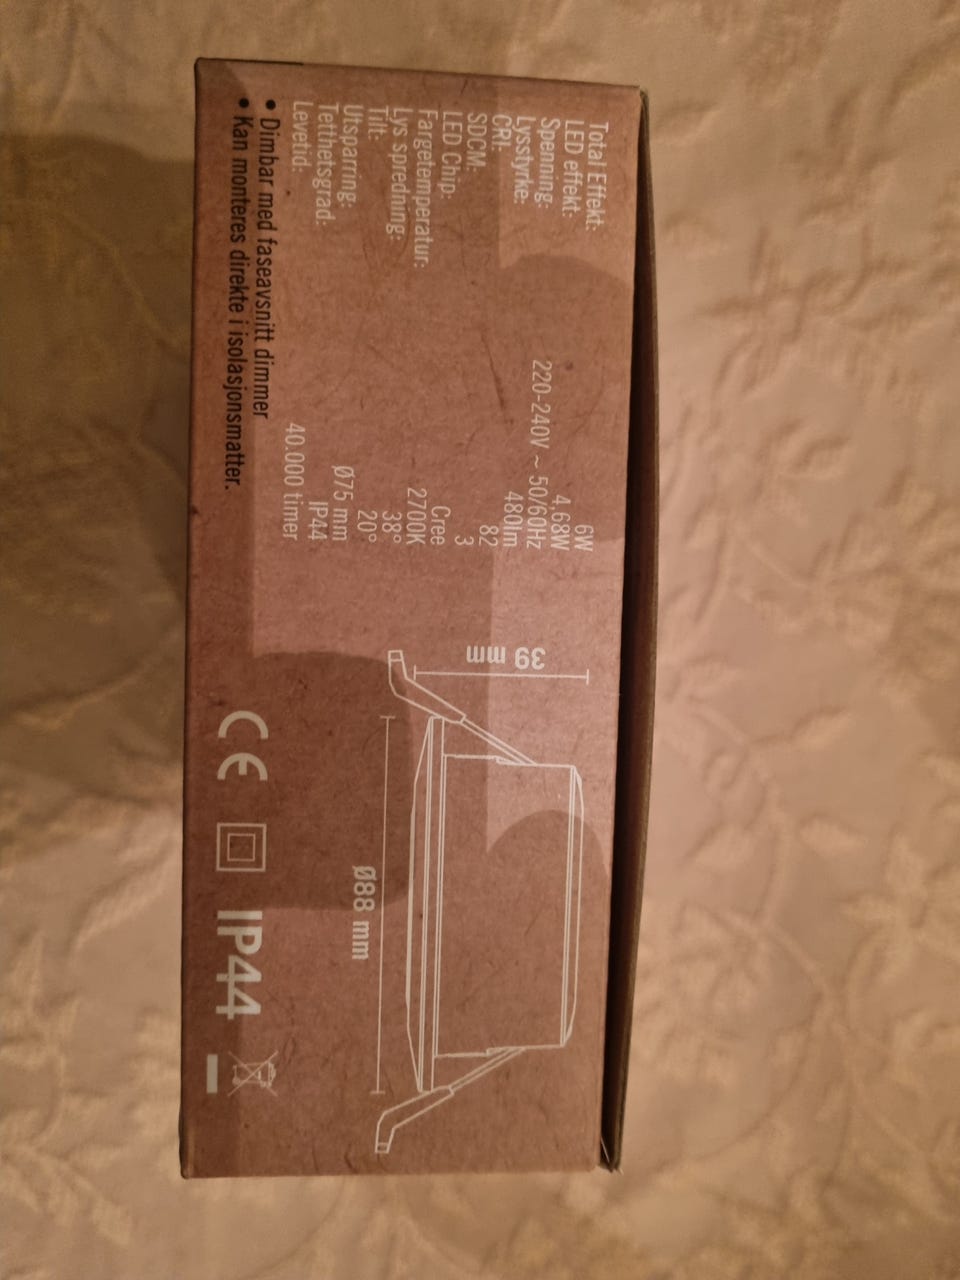 Total Effekt: 6W
LED effekt: 4,68W
Spenning: 220-240V ~ 50/60Hz
Lysstyrke: 480lm
CRI: 82
SDCM: 3
LED Chip: Cree
Fargetemperatur: 2700K
Lys spredning: 38°
Tilt: 20°
Utsparring: Ø75 mm
Tetthetsgrad: IP44
Levetid: 40.000 timer
• Dimbar med faseavsnitt dimmer
• Kan monteres direkte i isolasjonsmatter.
39 mm
Ø88 mm
CE
IP44